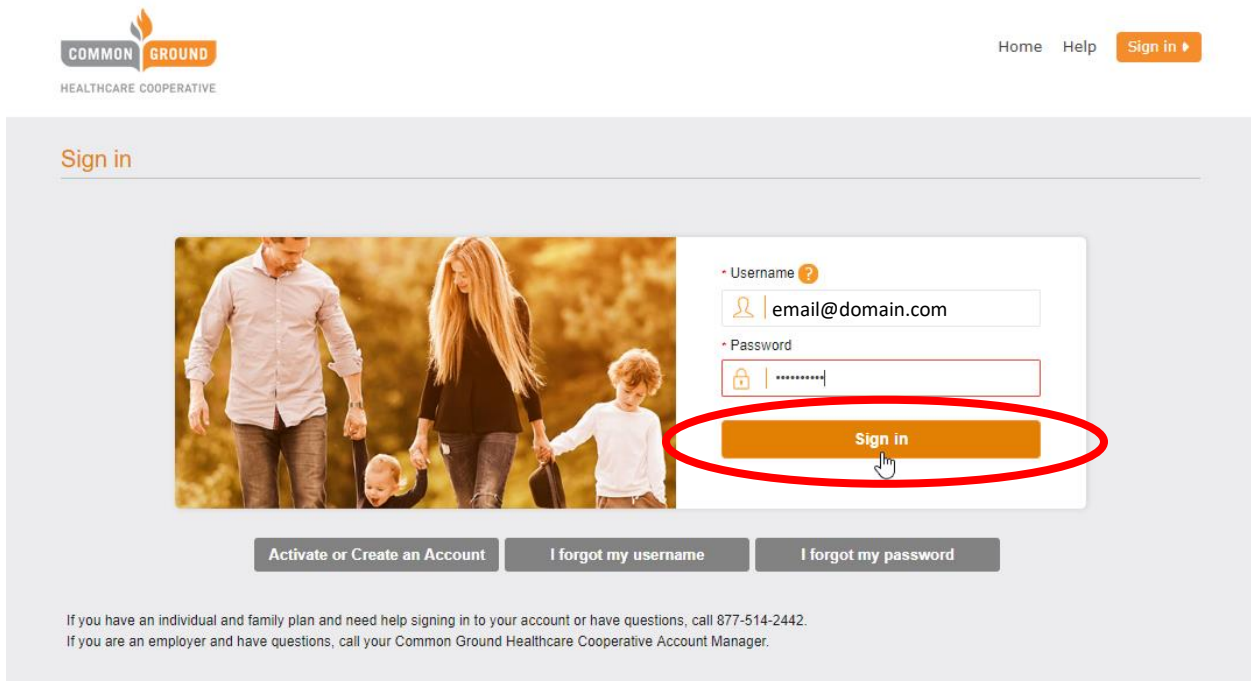 COMMON GROUND
HEALTHCARE COOPERATIVE
Home Help Sign in
Sign in
* Username ?
email@domain.com
* Password
••••••••••
Sign in
Activate or Create an Account I forgot my username I forgot my password
If you have an individual and family plan and need help signing in to your account or have questions, call 877-514-2442.
If you are an employer and have questions, call your Common Ground Healthcare Cooperative Account Manager.